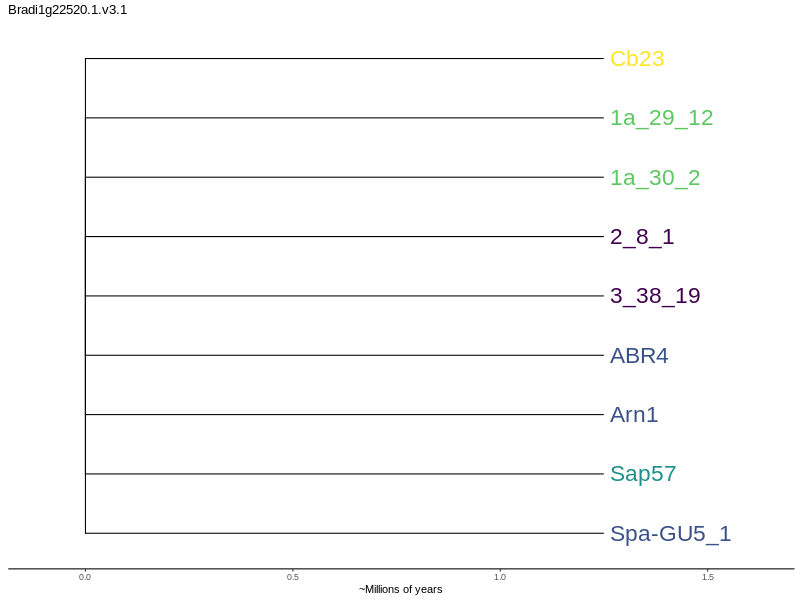 Bradi1g22520.1.v3.1
Cb23
1a_29_12
1a_30_2
2_8_1
3_38_19
ABR4
Arn1
Sap57
Spa-GU5_1
0.0 0.5 1.0 1.5
~Millions of years